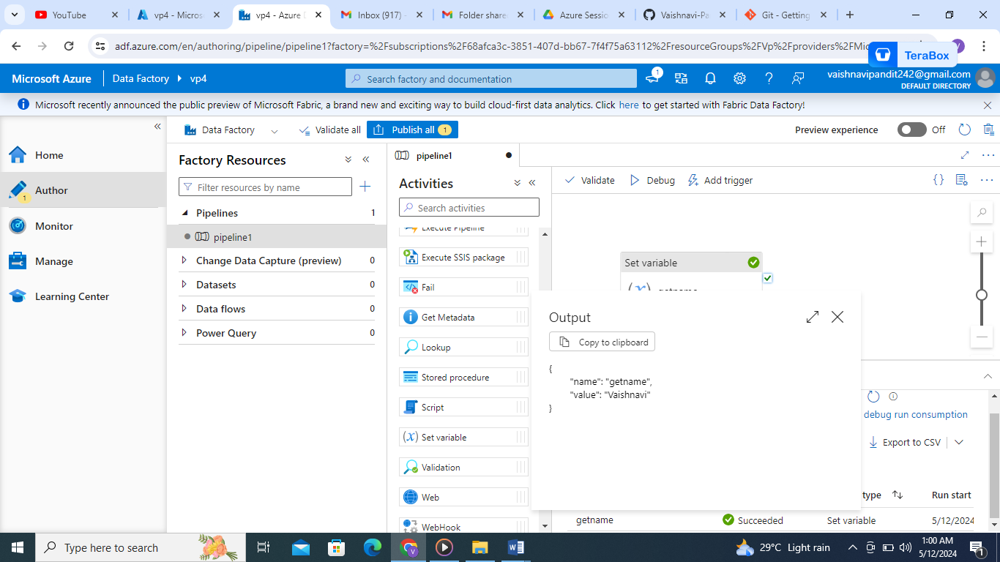 YouTube
vp4 - Micros
vp4 - Azure D
Inbox (917) -
Folder share
Azure Sessio
Vaishnavi-Pa
Git - Getting
adf.azure.com/en/authoring/pipeline/pipeline1?factory=%2Fsubscriptions%2F68afca3c-3851-407d-bb67-7f4f75a63112%2FresourceGroups%2FVp%2Fproviders%2FMic
TeraBox
Microsoft Azure
Data Factory
vp4
Search factory and documentation
1
vaishnavipandit242@gmail.com
DEFAULT DIRECTORY
Microsoft recently announced the public preview of Microsoft Fabric, a brand new and exciting way to build cloud-first data analytics. Click here to get started with Fabric Data Factory!
Data Factory
Validate all
Publish all 1
Preview experience
Off
Home
Author
1
Monitor
Manage
Learning Center
Factory Resources
Filter resources by name
Pipelines 1
pipeline1
Change Data Capture (preview) 0
Datasets 0
Data flows 0
Power Query 0
pipeline1
Activities
Search activities
Execute Pipeline
Execute SSIS package
Fail
Get Metadata
Lookup
Stored procedure
Script
Set variable
Validation
Web
WebHook
Validate
Debug
Add trigger
Set variable
(x) getname
Output
Copy to clipboard
{
"name": "getname",
"value": "Vaishnavi"
}
debug run consumption
Export to CSV
type
Run start
getname
Succeeded
Set variable
5/12/2024
Type here to search
29°C Light rain
1:00 AM
5/12/2024
1